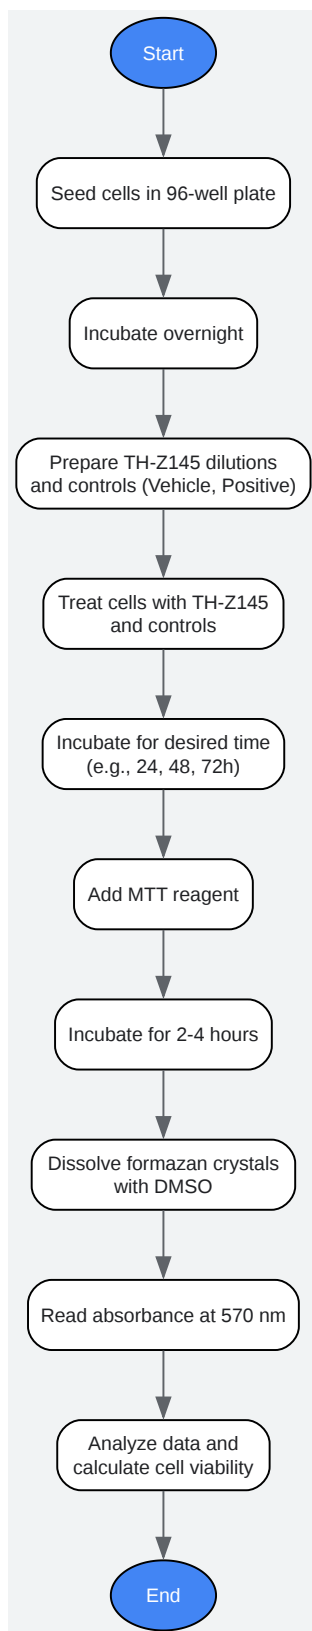 Start
Seed cells in 96-well plate
Incubate overnight
Prepare TH-Z145 dilutions
and controls (Vehicle, Positive)
Treat cells with TH-Z145
and controls
Incubate for desired time
(e.g., 24, 48, 72h)
Add MTT reagent
Incubate for 2-4 hours
Dissolve formazan crystals
with DMSO
Read absorbance at 570 nm
Analyze data and
calculate cell viability
End